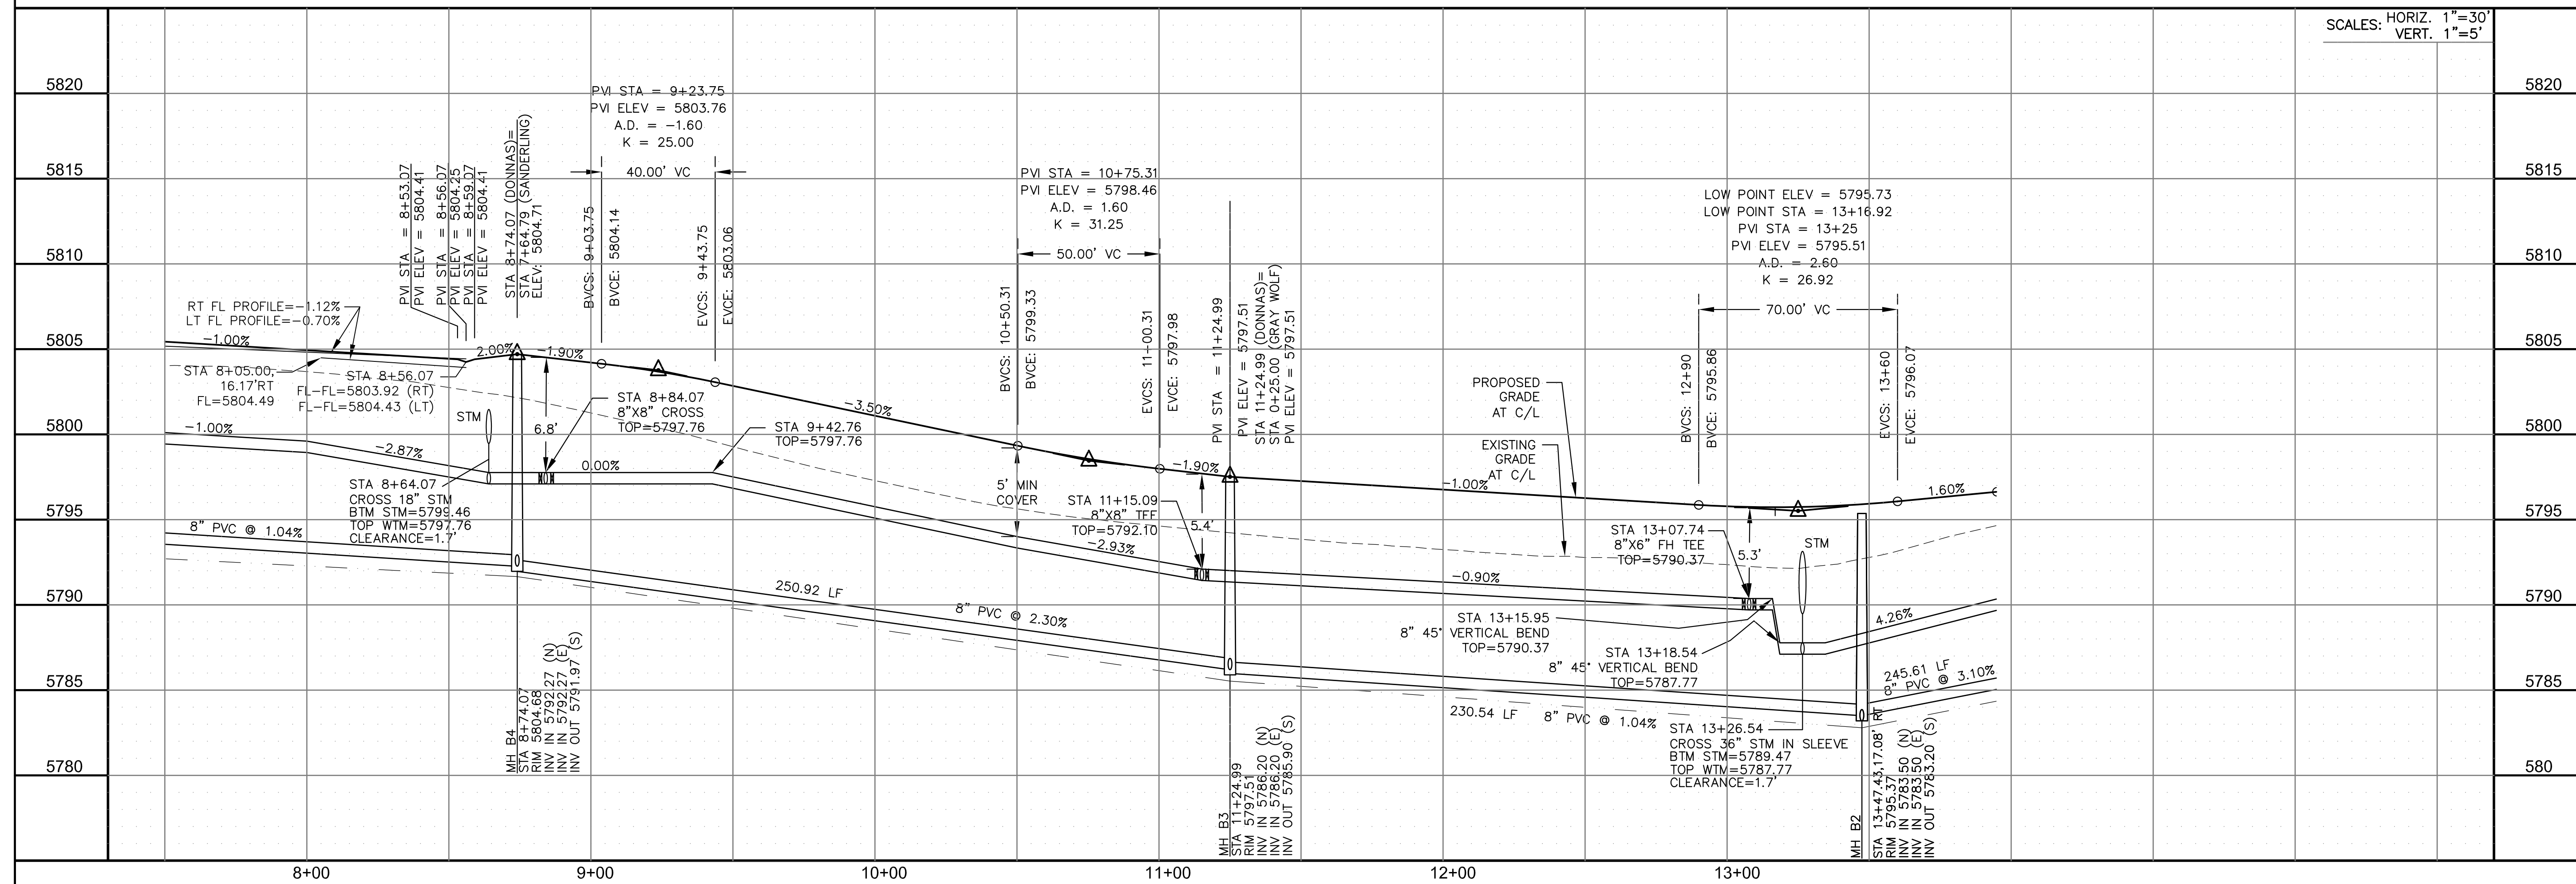 SCALES: HORIZ. 1"=30'
VERT. 1"=5'
5820
5815
5810
5805
5800
5795
5790
5785
5780
5820
5815
5810
5805
5800
5795
5790
5785
580
8+00
9+00
10+00
11+00
12+00
13+00
RT FL PROFILE=-1.12%
LT FL PROFILE=-0.70%
-1.00%
STA 8+05.00,
16.17'RT
FL=5804.49
STA 8+56.07
FL-FL=5803.92 (RT)
FL-FL=5804.43 (LT)
PVI STA = 8+53.07
PVI ELEV = 5804.41
PVI STA = 8+56.07
PVI ELEV = 5804.25
PVI STA = 8+59.07
PVI ELEV = 5804.41
STA 8+74.07 (DONNAS)=
STA 7+64.79 (SANDERLING)
ELEV: 5804.71
2.00%
-1.90%
PVI STA = 9+23.75
PVI ELEV = 5803.76
A.D. = -1.60
K = 25.00
40.00' VC
BVCS: 9+03.75
BVCE: 5804.14
EVCS: 9+43.75
EVCE: 5803.06
-3.50%
PVI STA = 10+75.31
PVI ELEV = 5798.46
A.D. = 1.60
K = 31.25
50.00' VC
BVCS: 10+50.31
BVCE: 5799.33
EVCS: 11+00.31
EVCE: 5797.98
PVI STA = 11+24.99
PVI ELEV = 5797.51
STA 11+24.99 (DONNAS)=
STA 0+25.00 (GRAY WOLF)
PVI ELEV = 5797.51
-1.90%
-1.00%
PROPOSED
GRADE
AT C/L
EXISTING
GRADE
AT C/L
LOW POINT ELEV = 5795.73
LOW POINT STA = 13+16.92
PVI STA = 13+25
PVI ELEV = 5795.51
A.D. = 2.60
K = 26.92
70.00' VC
BVCS: 12+90
BVCE: 5795.86
EVCS: 13+60
EVCE: 5796.07
1.60%
-1.00%
-2.87%
STM
6.8'
STA 8+84.07
8"X8" CROSS
TOP=5797.76
STA 9+42.76
TOP=5797.76
0.00%
STA 8+64.07
CROSS 18" STM
BTM STM=5799.46
TOP WTM=5797.76
CLEARANCE=1.7'
5' MIN
COVER
STA 11+15.09
8"X8" TEE
TOP=5792.10
5.4'
-2.93%
-0.90%
STA 13+07.74
8"X6" FH TEE
TOP=5790.37
5.3'
STM
STA 13+15.95
8" 45° VERTICAL BEND
TOP=5790.37
STA 13+18.54
8" 45° VERTICAL BEND
TOP=5787.77
4.26%
STA 13+26.54
CROSS 36" STM IN SLEEVE
BTM STM=5789.47
TOP WTM=5787.77
CLEARANCE=1.7'
8" PVC @ 1.04%
250.92 LF
8" PVC @ 2.30%
230.54 LF
8" PVC @ 1.04%
245.61 LF
8" PVC @ 3.10%
MH B4
STA 8+74.07
RIM 5804.68
INV IN 5792.27 (N)
INV IN 5792.27 (E)
INV OUT 5791.97 (S)
MH B3
STA 11+24.99
RIM 5797.51
INV IN 5786.20 (N)
INV IN 5786.20 (E)
INV OUT 5785.90 (S)
MH B2
STA 13+47.43,17.08' RT
RIM 5795.37
INV IN 5783.50 (N)
INV IN 5783.50 (E)
INV OUT 5783.20 (S)